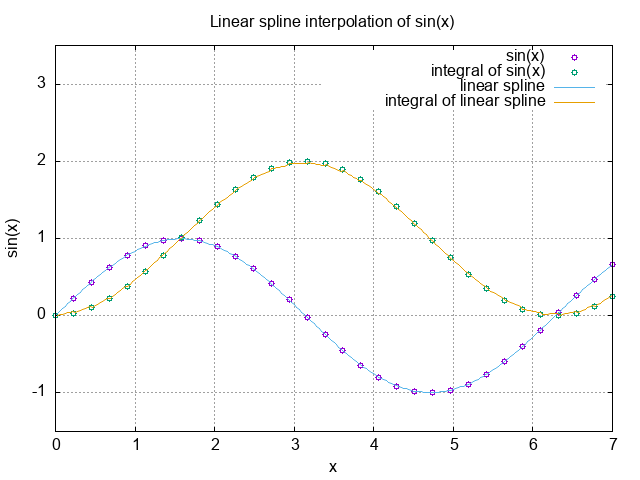 Linear spline interpolation of sin(x)
sin(x)
integral of sin(x)
linear spline
integral of linear spline
3
2
1
0
-1
sin(x)
0 1 2 3 4 5 6 7
x